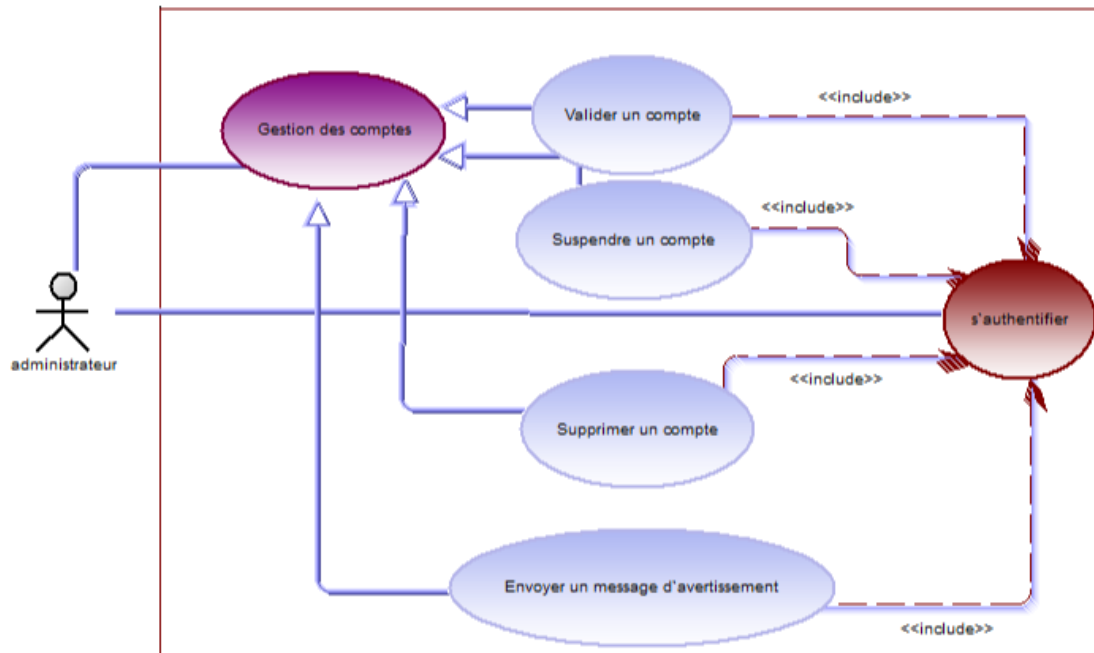 <<include>>
Valider un compte
Gestion des comptes
<<include>>
Suspendre un compte
s'authentifier
administrateur
<<include>>
Supprimer un compte
Envoyer un message d'avertissement
<<include>>